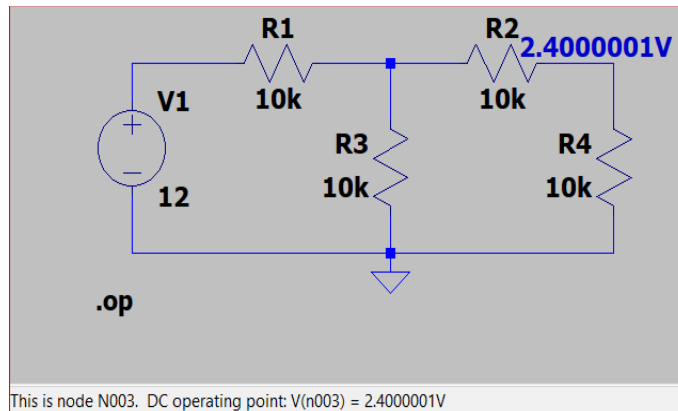 R1
R2
2.4000001V
10k
10k
V1
12
R3
10k
R4
10k
.op
This is node N003. DC operating point: V(n003) = 2.4000001V